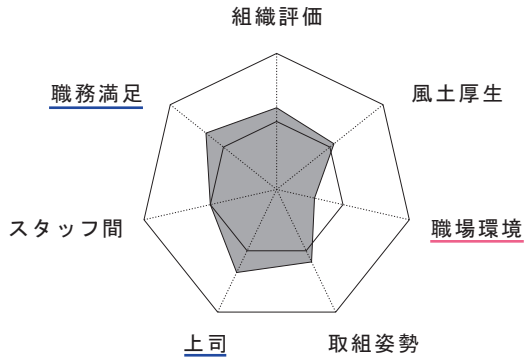 組織評価
風土厚生
職場環境
取組姿勢
上司
スタッフ間
職務満足